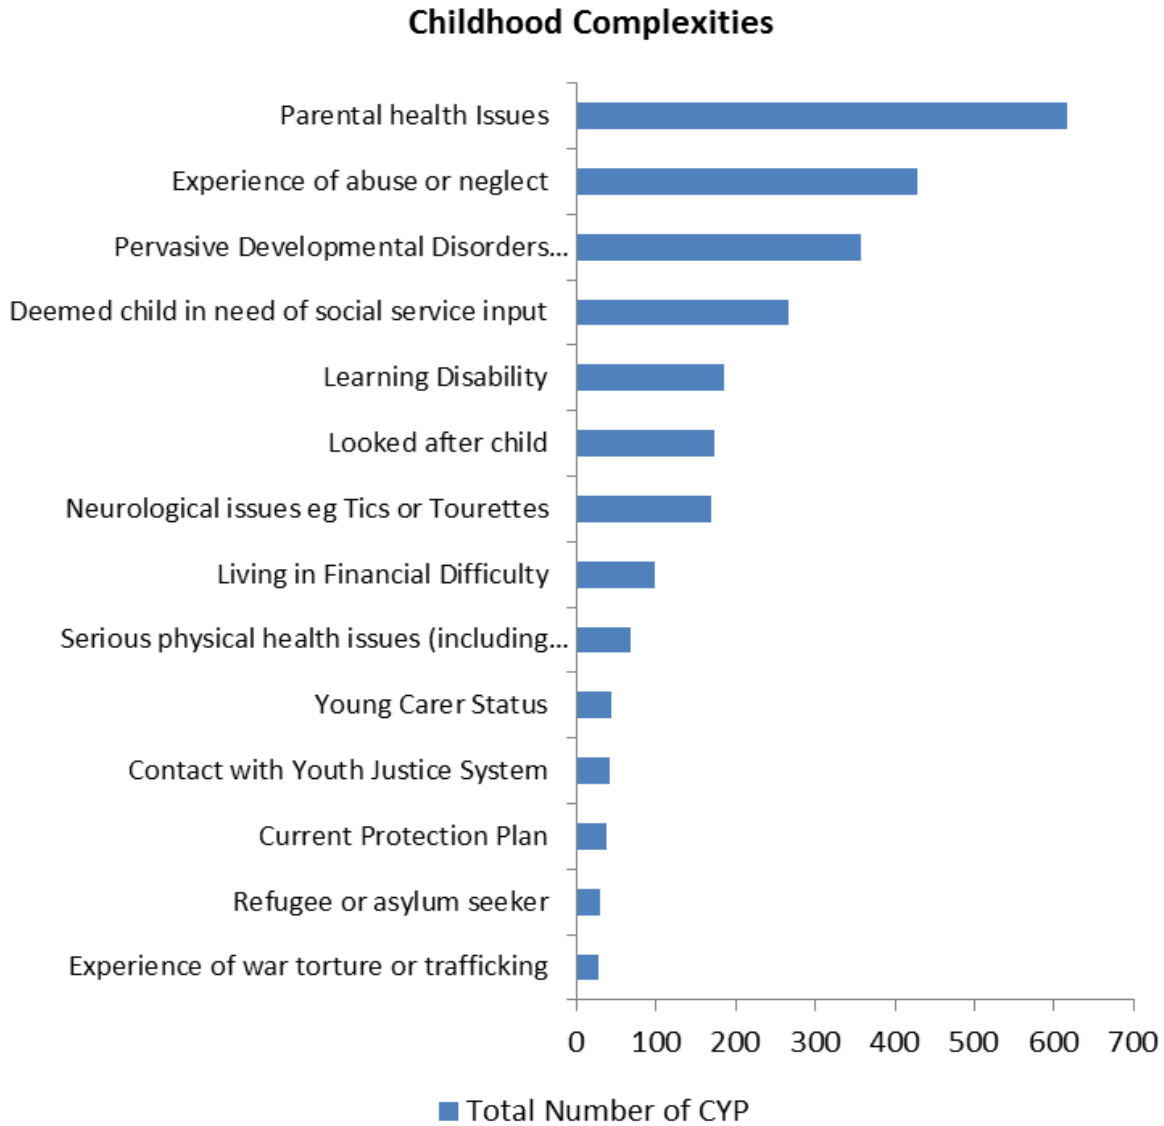 Childhood Complexities
Parental health Issues
Experience of abuse or neglect
Pervasive Developmental Disorders...
Deemed child in need of social service input
Learning Disability
Looked after child
Neurological issues eg Tics or Tourettes
Living in Financial Difficulty
Serious physical health issues (including...
Young Carer Status
Contact with Youth Justice System
Current Protection Plan
Refugee or asylum seeker
Experience of war torture or trafficking
0 100 200 300 400 500 600 700
Total Number of CYP